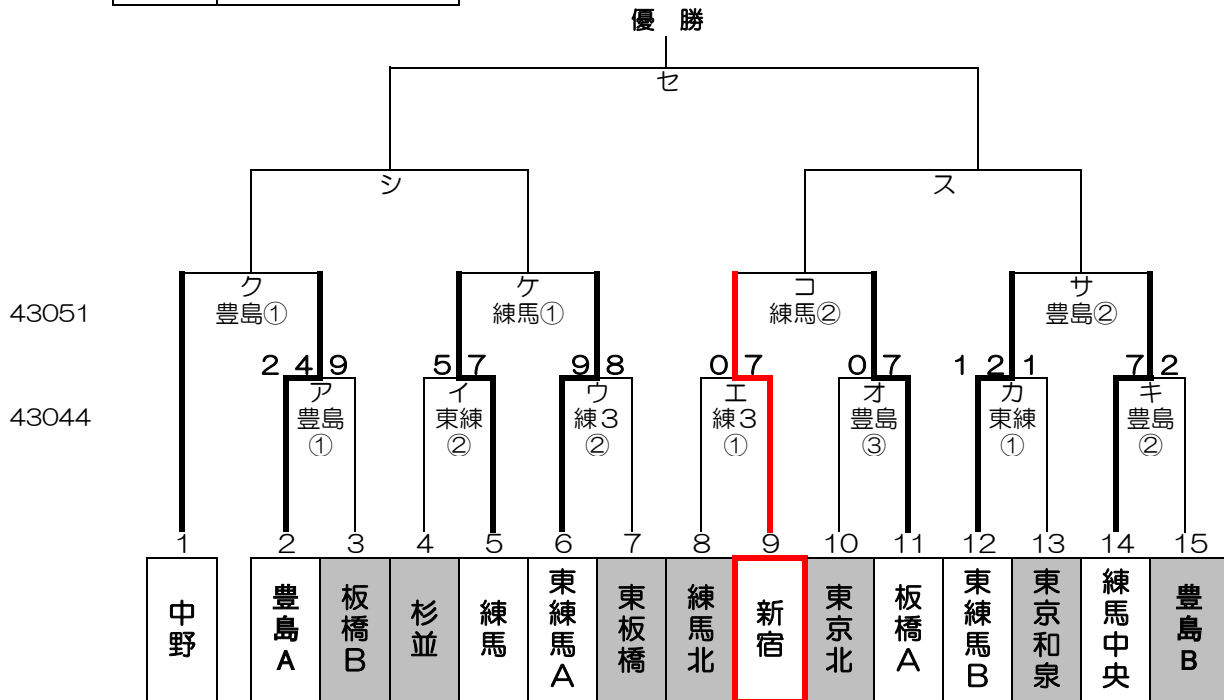 優 勝
セ
シ ス
ク ケ コ サ
43051 豊島① 練馬① 練馬② 豊島②
2 4 9 5 7 9 8 0 7 0 7 1 2 1 7 2
ア イ ウ エ オ カ キ
43044 豊島 東練 練3 練3 豊島 東練 豊島
① ② ② ① ③ ① ②
1 2 3 4 5 6 7 8 9 10 11 12 13 14 15
中野
豊島A
板橋B
杉並
練馬
東練馬A
東板橋
練馬北
新宿
東京北
板橋A
東練馬B
東京和泉
練馬中央
豊島B